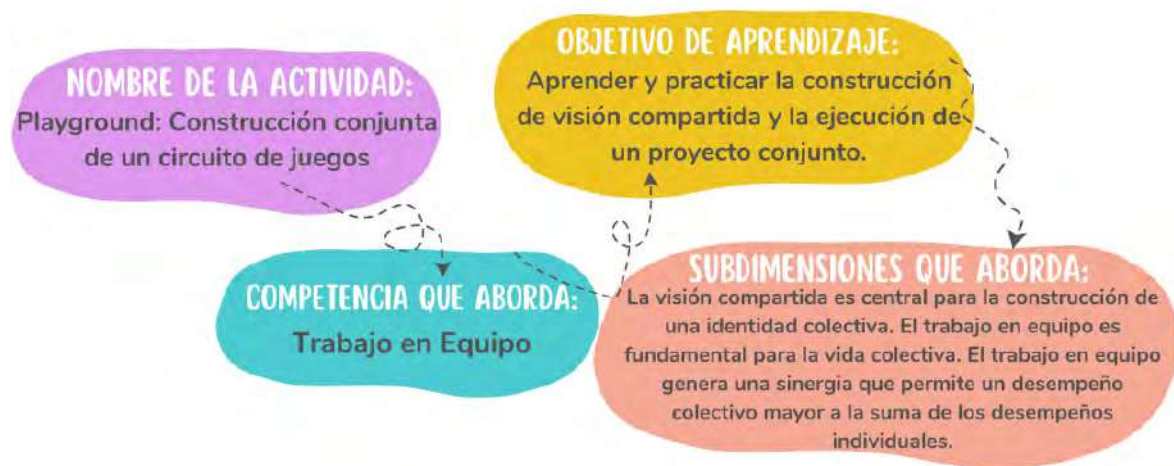 NOMBRE DE LA ACTIVIDAD:
Playground: Construcción conjunta
de un circuito de juegos
COMPETENCIA QUE ABORDA:
Trabajo en Equipo
OBJETIVO DE APRENDIZAJE:
Aprender y practicar la construcción
de visión compartida y la ejecución de
un proyecto conjunto.
SUBDIMENSIONES QUE ABORDA:
La visión compartida es central para la construcción de
una identidad colectiva. El trabajo en equipo es
fundamental para la vida colectiva. El trabajo en equipo
genera una sinergia que permite un desempeño
colectivo mayor a la suma de los desempeños
individuales.